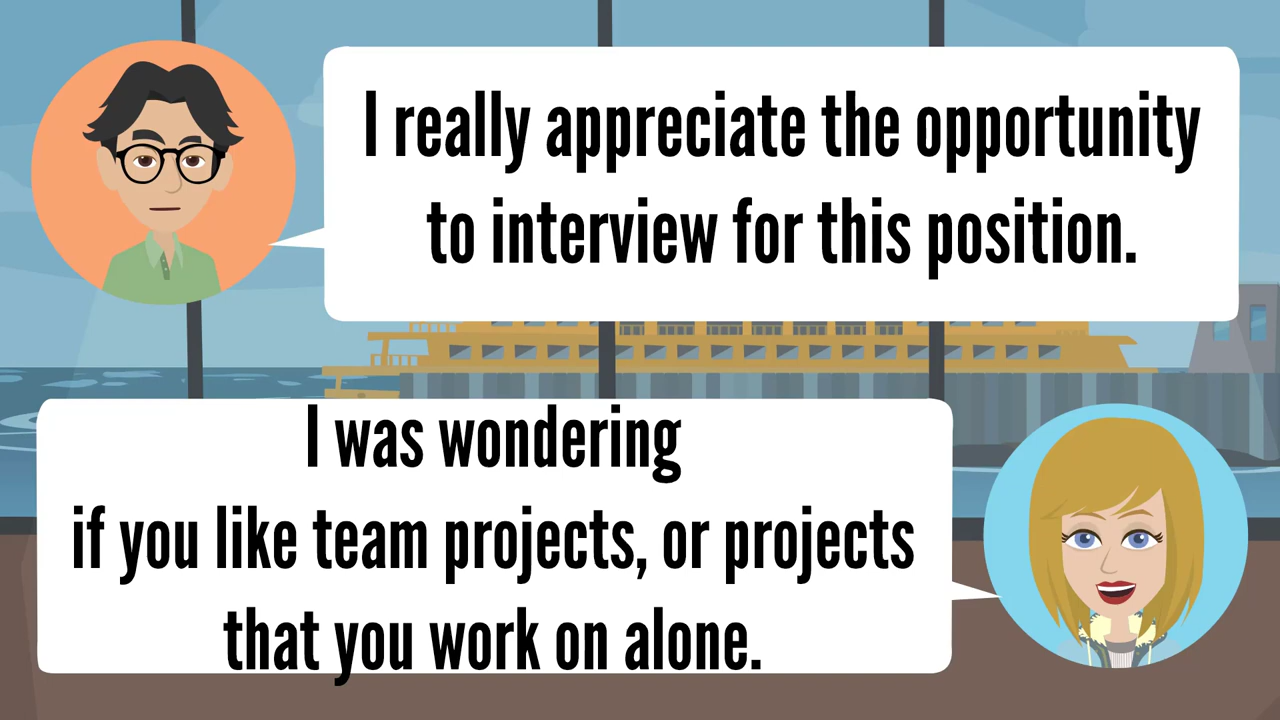 I really appreciate the opportunity
to interview for this position.
I was wondering
if you like team projects, or projects
that you work on alone.